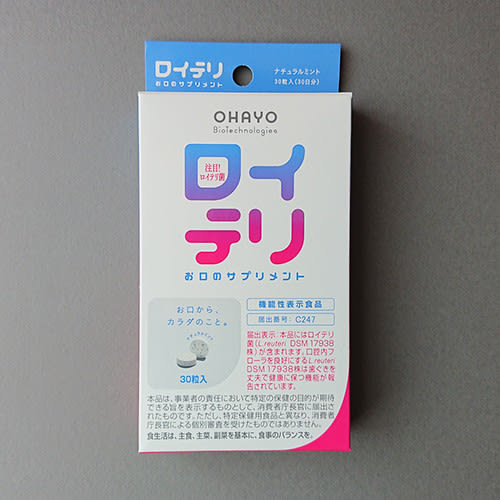 ロイテリ
お口のサプリメント
ナチュラルミント
30粒入(30日分)
OHAYO
BioTechnologies
注目!
ロイテリ菌
ロイ
テリ
お口のサプリメント
お口から、
カラダのこと。
ナチュラルミント
30粒入
機能性表示食品
届出番号: C247
届出表示:本品にはロイテリ
菌(L.reuteri DSM 17938
株)が含まれます。口腔内フ
ローラを良好にするL.reuteri
DSM 17938株は歯ぐきを
丈夫で健康に保つ機能が報
告されています。
本品は、事業者の責任において特定の保健の目的が期待
できる旨を表示するものとして、消費者庁長官に届出され
たものです。ただし、特定保健用食品と異なり、消費者
庁長官による個別審査を受けたものではありません。
食生活は、主食、主菜、副菜を基本に、食事のバランスを。